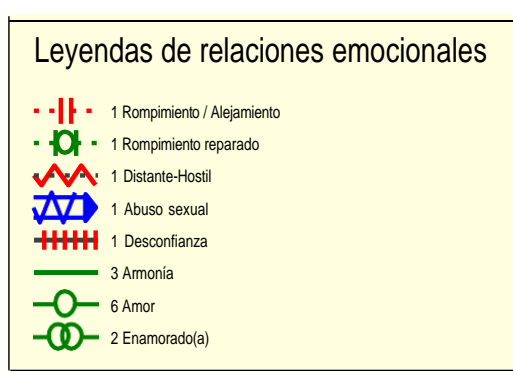 Leyendas de relaciones emocionales
1 Rompimiento / Alejamiento
1 Rompimiento reparado
1 Distante-Hostil
1 Abuso sexual
1 Desconfianza
3 Armonía
6 Amor
2 Enamorado(a)